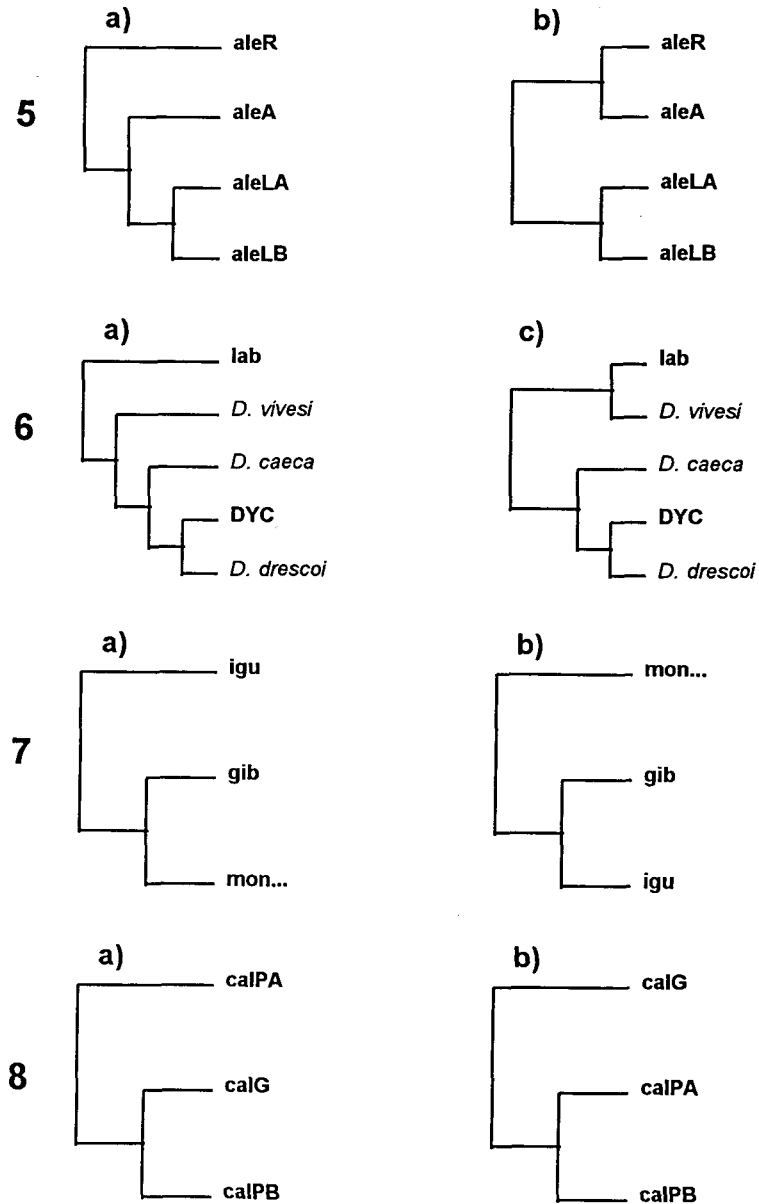 a)
b)
5
aleR
aleA
aleLA
aleLB
aleR
aleA
aleLA
aleLB
a)
c)
6
lab
D. vivesi
D. caeca
DYC
D. drescoi
lab
D. vivesi
D. caeca
DYC
D. drescoi
a)
b)
7
igu
gib
mon...
mon...
gib
igu
a)
b)
8
calPA
calG
calPB
calG
calPA
calPB